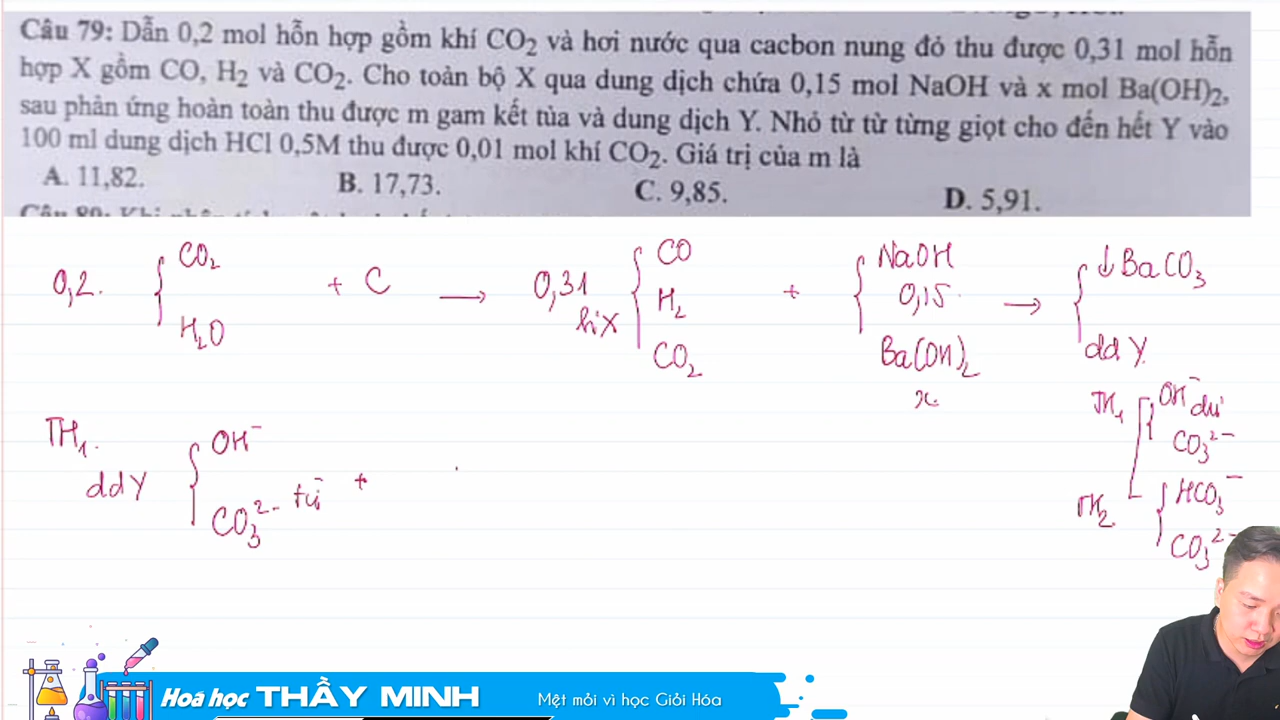 Câu 79: Dẫn 0,2 mol hỗn hợp gồm khí CO₂ và hơi nước qua cacbon nung đỏ thu được 0,31 mol hỗn
hợp X gồm CO, H₂ và CO₂. Cho toàn bộ X qua dung dịch chứa 0,15 mol NaOH và x mol Ba(OH)₂,
sau phản ứng hoàn toàn thu được m gam kết tủa và dung dịch Y. Nhỏ từ từ từng giọt cho đến hết Y vào
100 ml dung dịch HCl 0,5M thu được 0,01 mol khí CO₂. Giá trị của m là
A. 11,82. B. 17,73. C. 9,85. D. 5,91.
0,2. { CO₂ H₂O + C → 0,31 hh X { CO H₂ CO₂ + { NaOH 0,15 Ba(OH)₂ x → { ↓BaCO₃ dd Y
TH₁ { OH⁻ dư CO₃²⁻
TH₂ { HCO₃⁻ CO₃²⁻
TH₁.
dd Y { OH⁻ CO₃²⁻ +
Hoá học THẦY MINH
Mệt mỏi vì học Giỏi Hóa